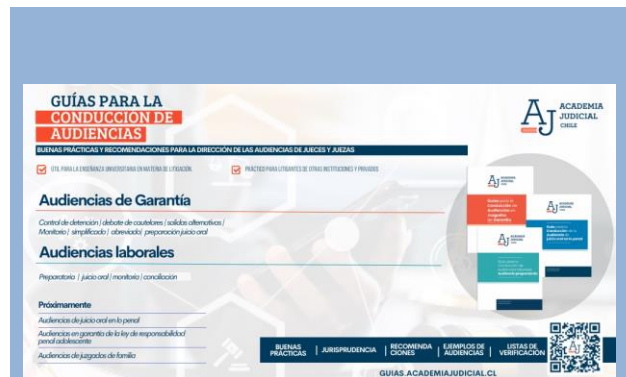 GUÍAS PARA LA
CONDUCCION DE
AUDIENCIAS
BUENAS PRÁCTICAS Y RECOMENDACIONES PARA LA DIRECCIÓN DE LAS AUDIENCIAS DE JUECES Y JUEZAS
ÚTIL PARA LA ENSEÑANZA UNIVERSITARIA EN MATERIA DE LITIGACIÓN.
PRÁCTICO PARA LITIGANTES DE OTRAS INSTITUCIONES Y PRIVADOS
AJ ACADEMIA
JUDICIAL
CHILE
Audiencias de Garantía
Control de detención | debate de cautelares | salidas alternativas |
Monitorio | simplificado | abreviado| preparación juicio oral
Audiencias laborales
Preparatoria | juicio oral | monitorio | conciliación
Próximamente
Audiencias de juicio oral en lo penal
Audiencias en garantía de la ley de responsabilidad
penal adolescente
Audiencias de juzgados de familia
BUENAS
PRÁCTICAS | JURISPRUDENCIA | RECOMENDA
CIONES | EJEMPLOS DE
AUDIENCIAS | LISTAS DE
VERIFICACIÓN
GUIAS.ACADEMIAJUDICIAL.CL